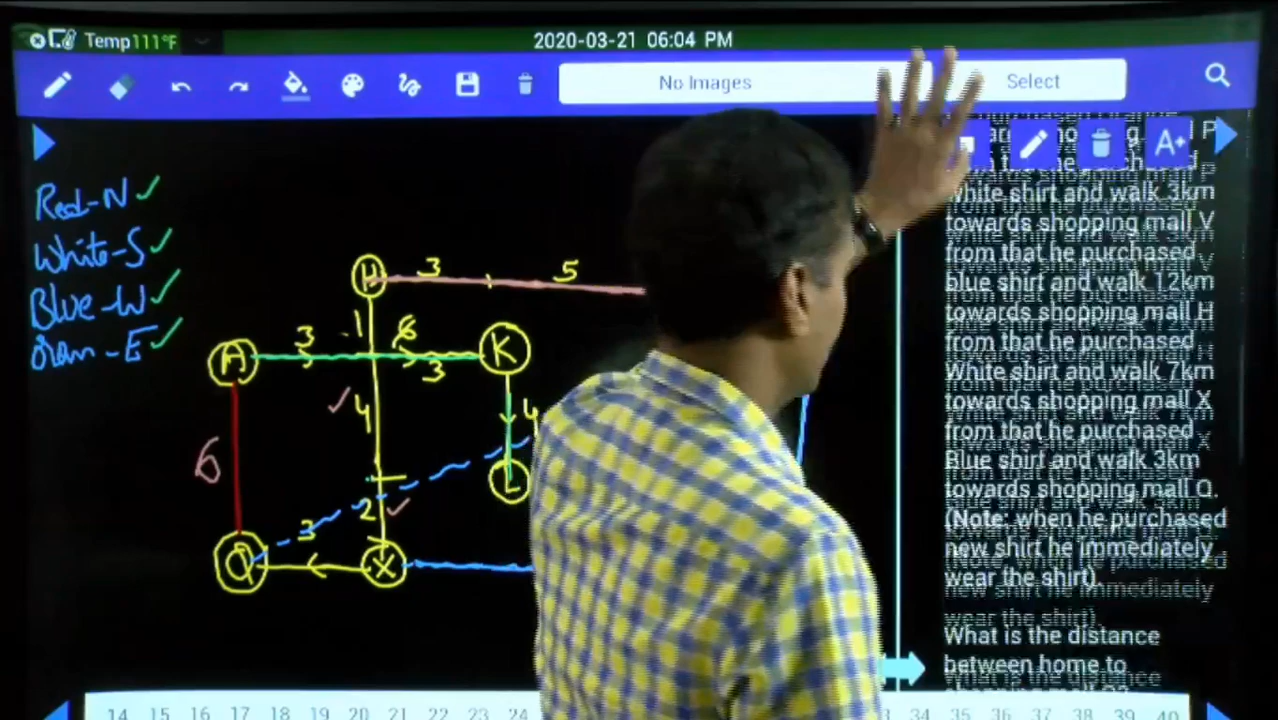 Temp 111°F
2020-03-21 06:04 PM
No Images
Select
A+
Red-N ✓
White-S ✓
Blue-W ✓
Oran-E ✓
H
3
5
1
A
3
6
3
K
✓
4
4
6
L
2 ✓
3
Q
X
white shirt and walk 3km
towards shopping mall V
from that he purchased
blue shirt and walk 12km
towards shopping mall H
from that he purchased
White shirt and walk 7km
towards shopping mall X
from that he purchased
Blue shirt and walk 3km
towards shopping mall Q.
(Note: when he purchased
new shirt he immediately
wear the shirt).
What is the distance
between home to
14 15 16 17 18 19 20 21 22 23 24
34 35 36 37 38 39 40